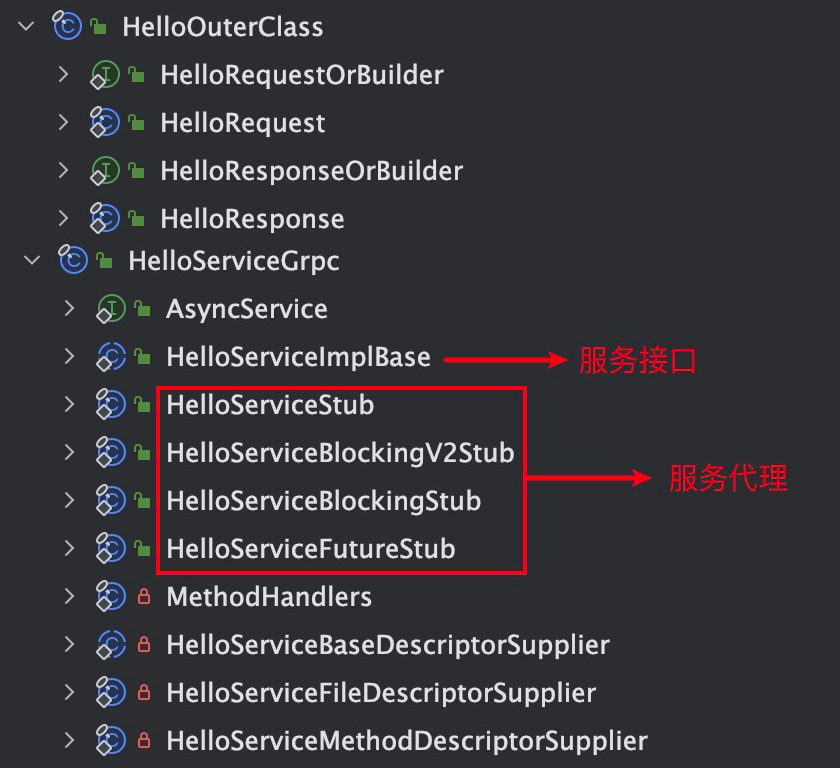 HelloOuterClass
HelloRequestOrBuilder
HelloRequest
HelloResponseOrBuilder
HelloResponse
HelloServiceGrpc
AsyncService
HelloServiceImplBase 服务接口
HelloServiceStub
HelloServiceBlockingV2Stub
服务代理
HelloServiceBlockingStub
HelloServiceFutureStub
MethodHandlers
HelloServiceBaseDescriptorSupplier
HelloServiceFileDescriptorSupplier
HelloServiceMethodDescriptorSupplier